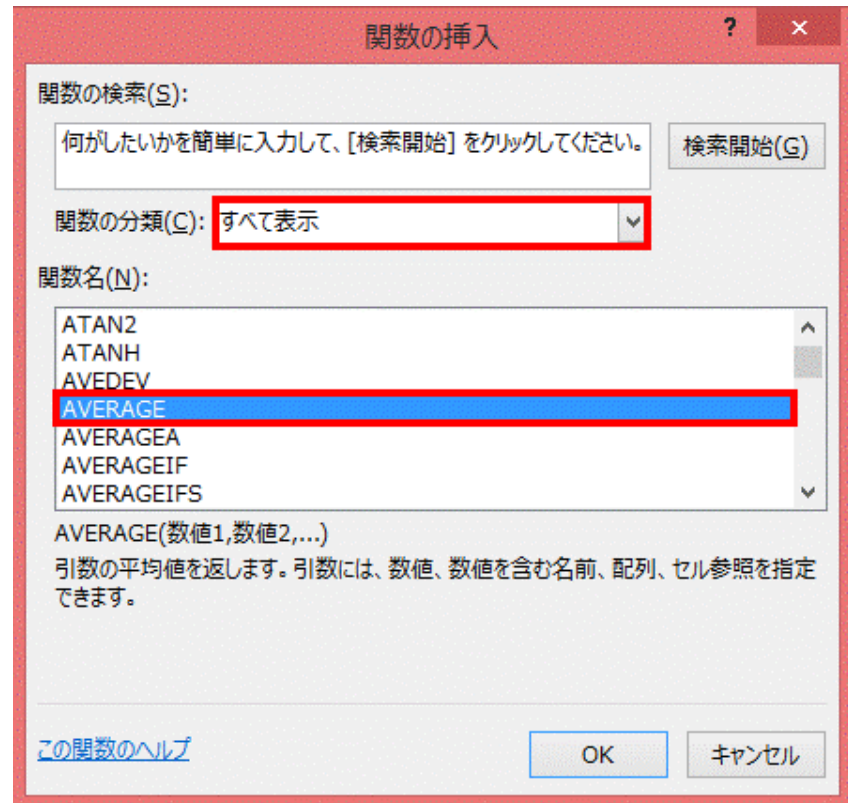 関数の挿入 ? ×
関数の検索(S):
何がしたいかを簡単に入力して、[検索開始] をクリックしてください。 検索開始(G)
関数の分類(C): すべて表示
関数名(N):
ATAN2
ATANH
AVEDEV
AVERAGE
AVERAGEA
AVERAGEIF
AVERAGEIFS
AVERAGE(数値1,数値2,...)
引数の平均値を返します。引数には、数値、数値を含む名前、配列、セル参照を指定
できます。
この関数のヘルプ OK キャンセル